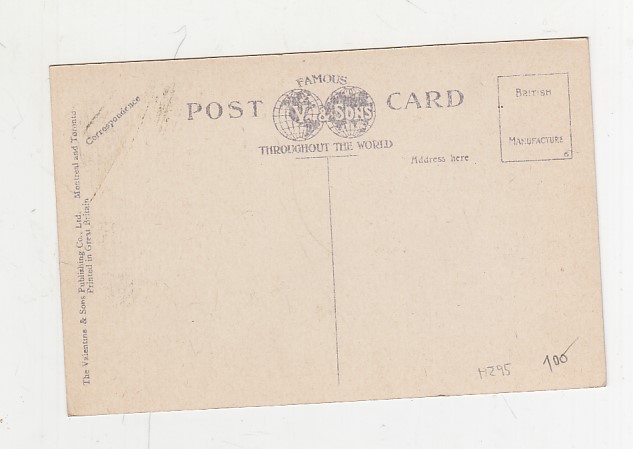 FAMOUS
POST V. & SONS CARD
THROUGHOUT THE WORLD
Correspondence
Address here
BRITISH
MANUFACTURE
The Valentine & Sons Publishing Co., Ltd. Montreal and Toronto
Printed in Great Britain
100